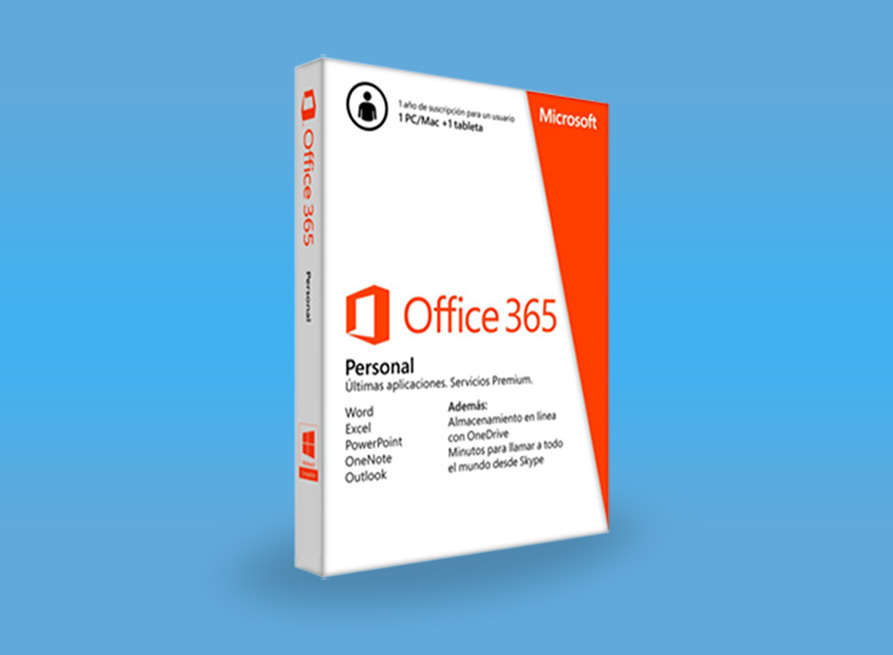 1 año de suscripción para un usuario
1 PC/Mac +1 tableta
Microsoft
Office 365
Personal
Office 365
Personal
Últimas aplicaciones. Servicios Premium.
Word
Excel
PowerPoint
OneNote
Outlook
Además:
Almacenamiento en línea
con OneDrive
Minutos para llamar a todo
el mundo desde Skype